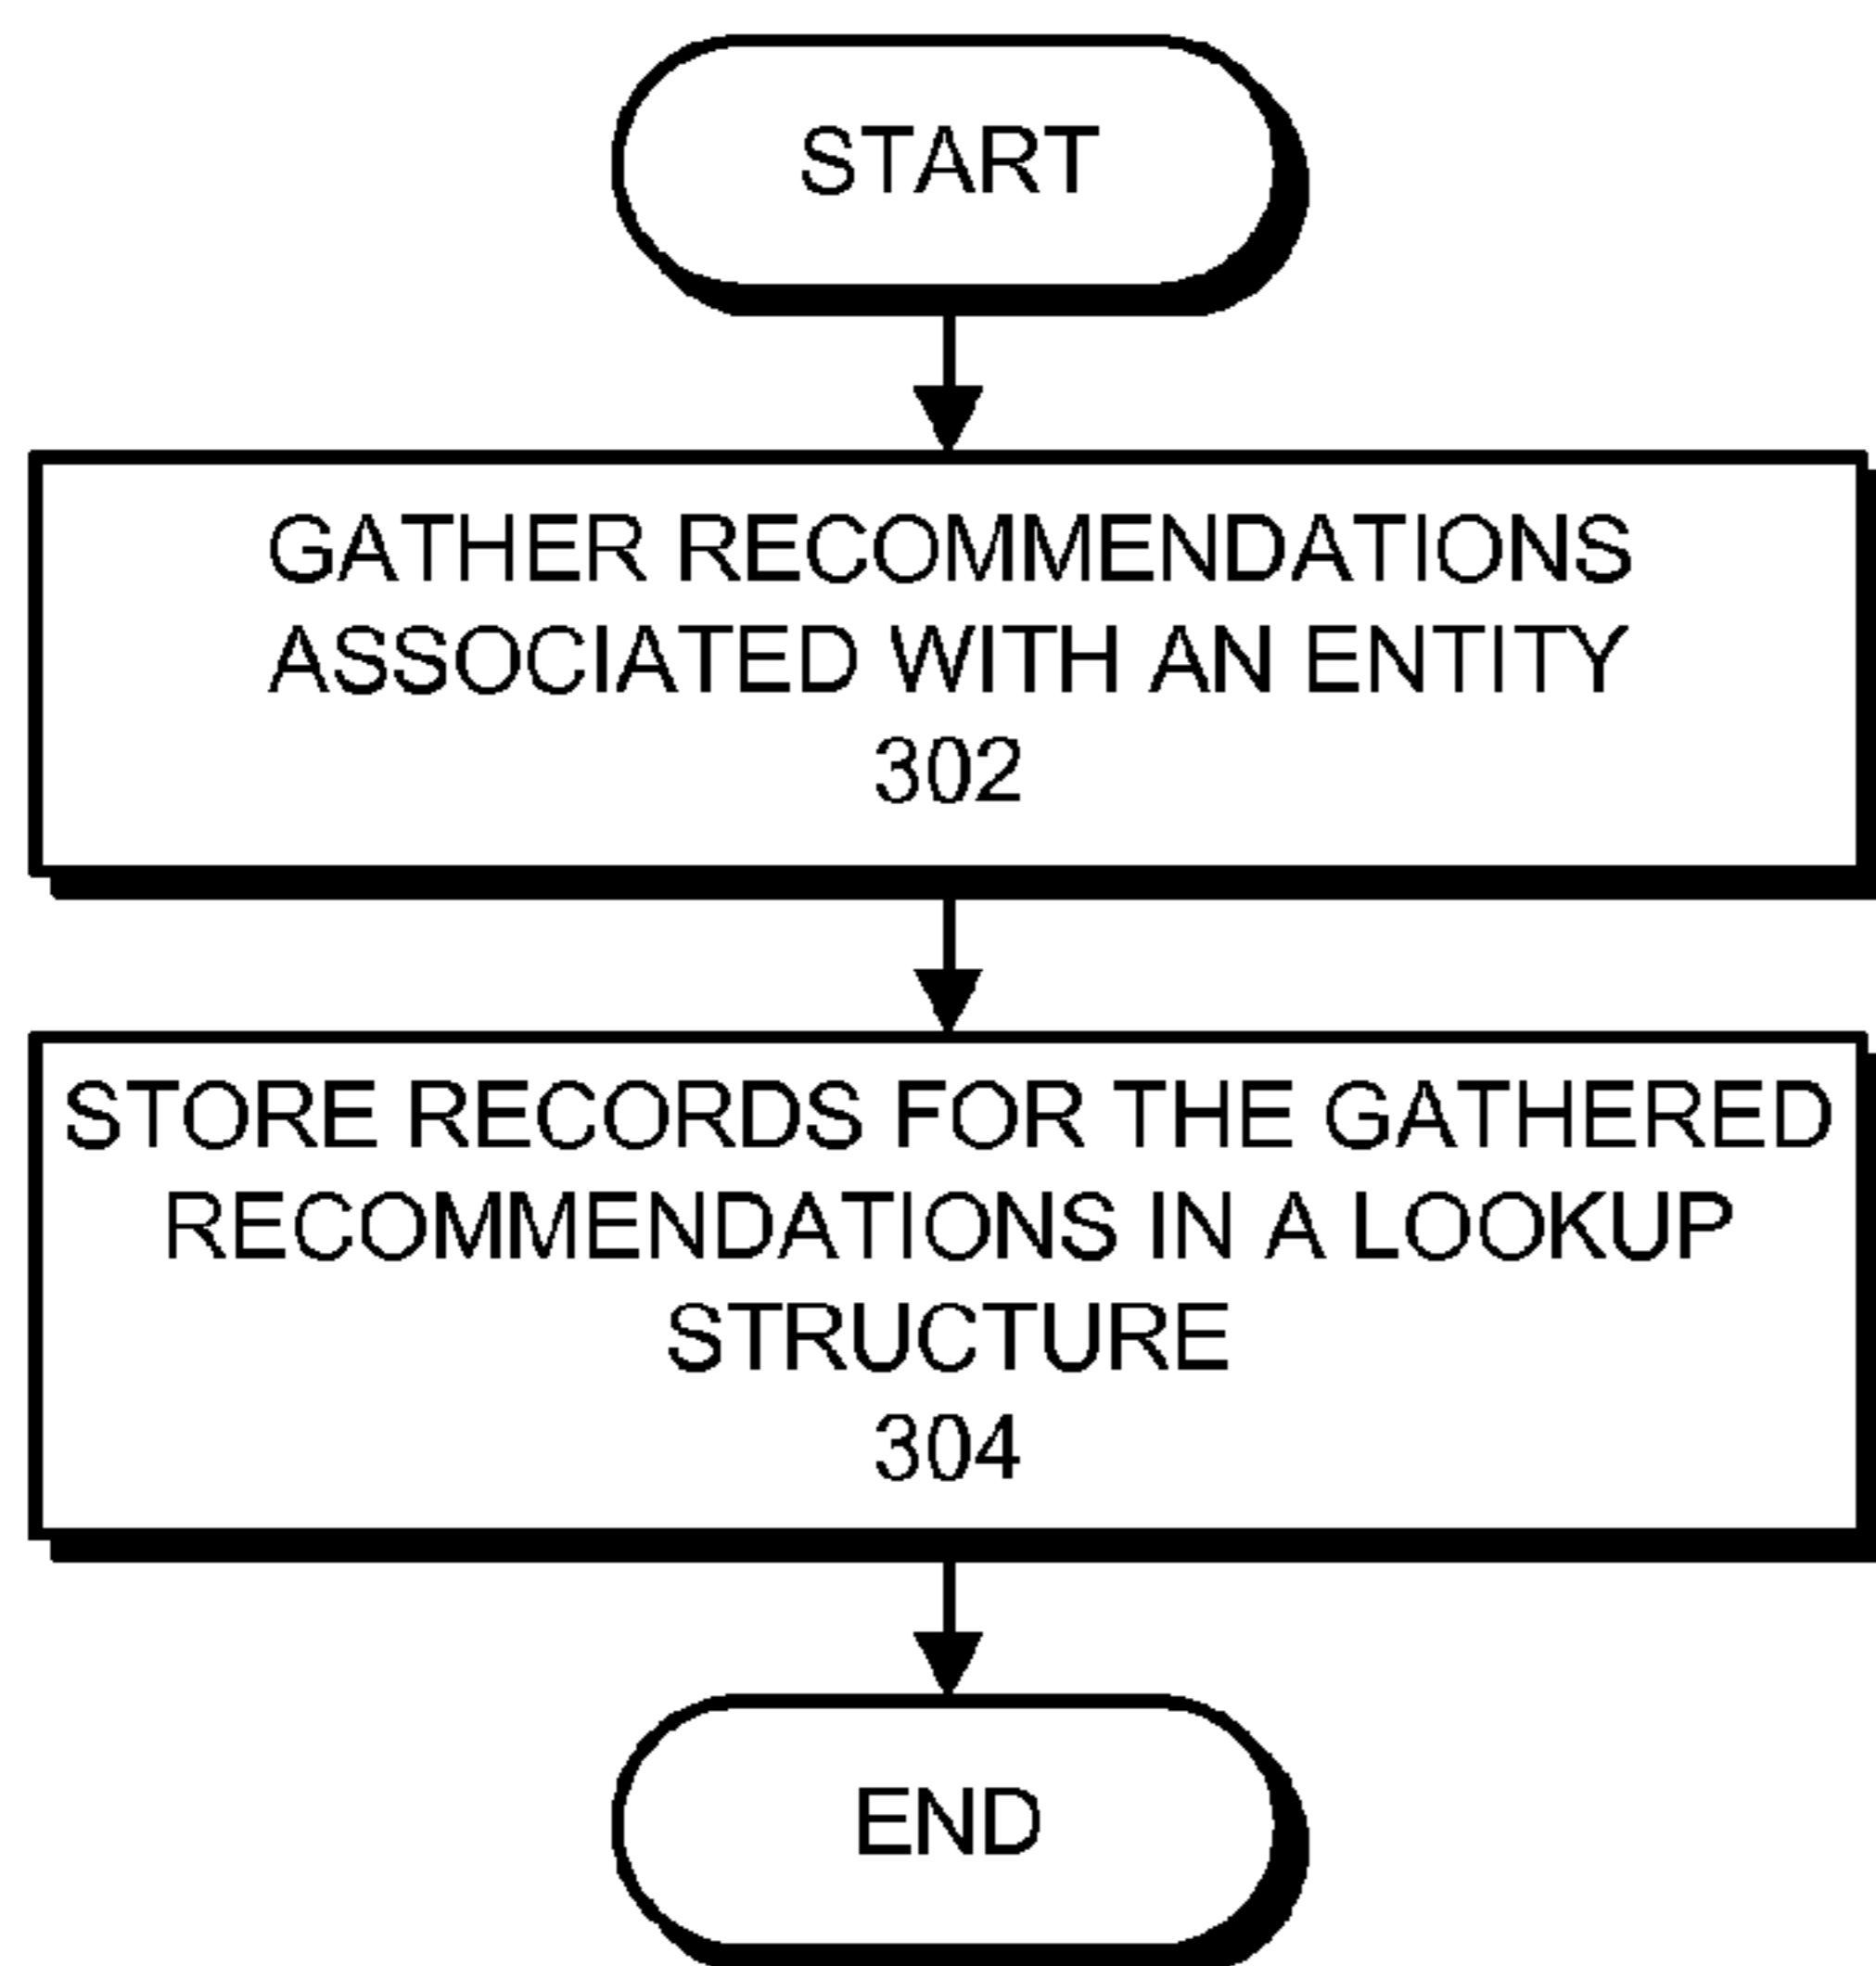 START
GATHER RECOMMENDATIONS
ASSOCIATED WITH AN ENTITY
302
STORE RECORDS FOR THE GATHERED
RECOMMENDATIONS IN A LOOKUP
STRUCTURE
304
END